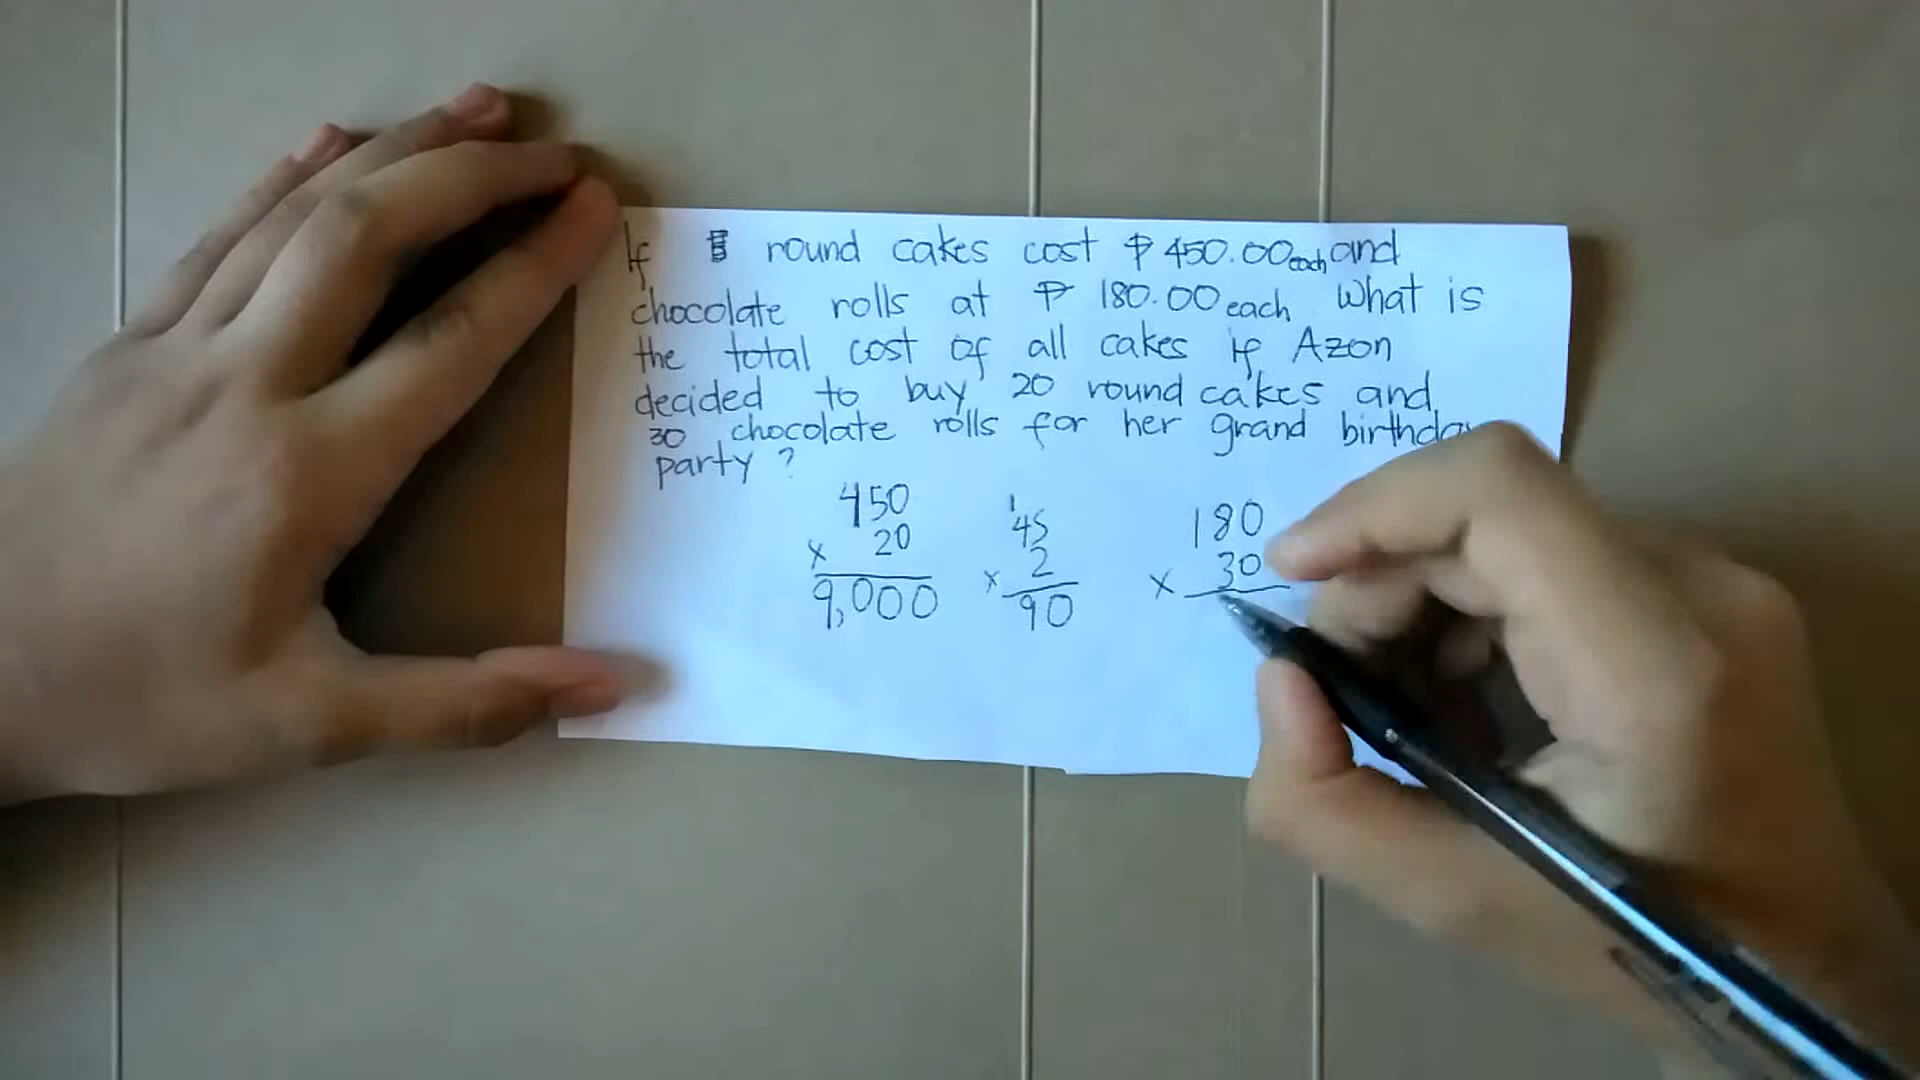 If round cakes cost ₱ 450.00 each and
chocolate rolls at ₱ 180.00 each what is
the total cost of all cakes if Azon
decided to buy 20 round cakes and
30 chocolate rolls for her grand birthday
party ?
450
x 20
9,000
1
45
x 2
90
180
x 30